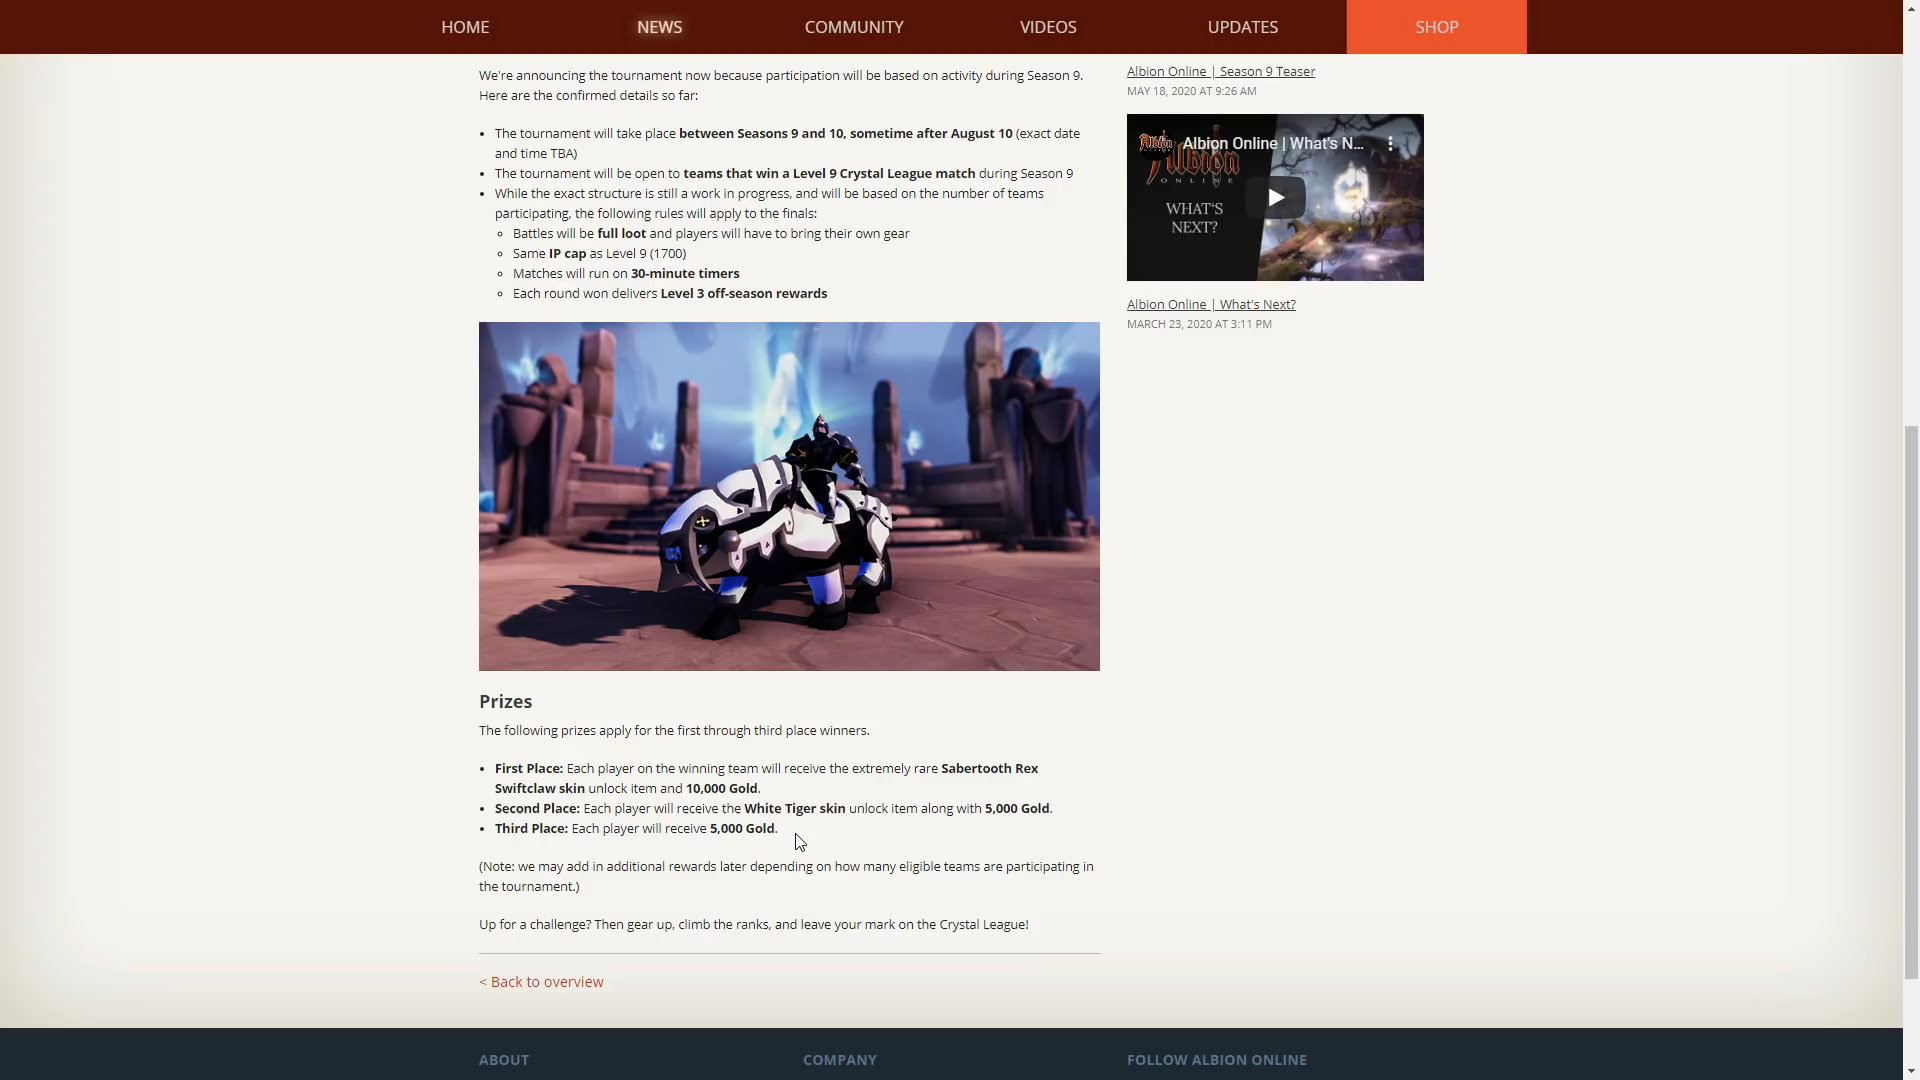 HOME
NEWS
COMMUNITY
VIDEOS
UPDATES
SHOP
We're announcing the tournament now because participation will be based on activity during Season 9.
Here are the confirmed details so far:
• The tournament will take place between Seasons 9 and 10, sometime after August 10 (exact date
and time TBA)
• The tournament will be open to teams that win a Level 9 Crystal League match during Season 9
• While the exact structure is still a work in progress, and will be based on the number of teams
participating, the following rules will apply to the finals:
◦ Battles will be full loot and players will have to bring their own gear
◦ Same IP cap as Level 9 (1700)
◦ Matches will run on 30-minute timers
◦ Each round won delivers Level 3 off-season rewards
Prizes
The following prizes apply for the first through third place winners.
• First Place: Each player on the winning team will receive the extremely rare Sabertooth Rex
Swiftclaw skin unlock item and 10,000 Gold.
• Second Place: Each player will receive the White Tiger skin unlock item along with 5,000 Gold.
• Third Place: Each player will receive 5,000 Gold.
(Note: we may add in additional rewards later depending on how many eligible teams are participating in
the tournament.)
Up for a challenge? Then gear up, climb the ranks, and leave your mark on the Crystal League!
< Back to overview
Albion Online | Season 9 Teaser
MAY 18, 2020 AT 9:26 AM
Albion Online | What's N...
Albion
ONLINE
WHAT'S
NEXT?
Albion Online | What's Next?
MARCH 23, 2020 AT 3:11 PM
ABOUT
COMPANY
FOLLOW ALBION ONLINE